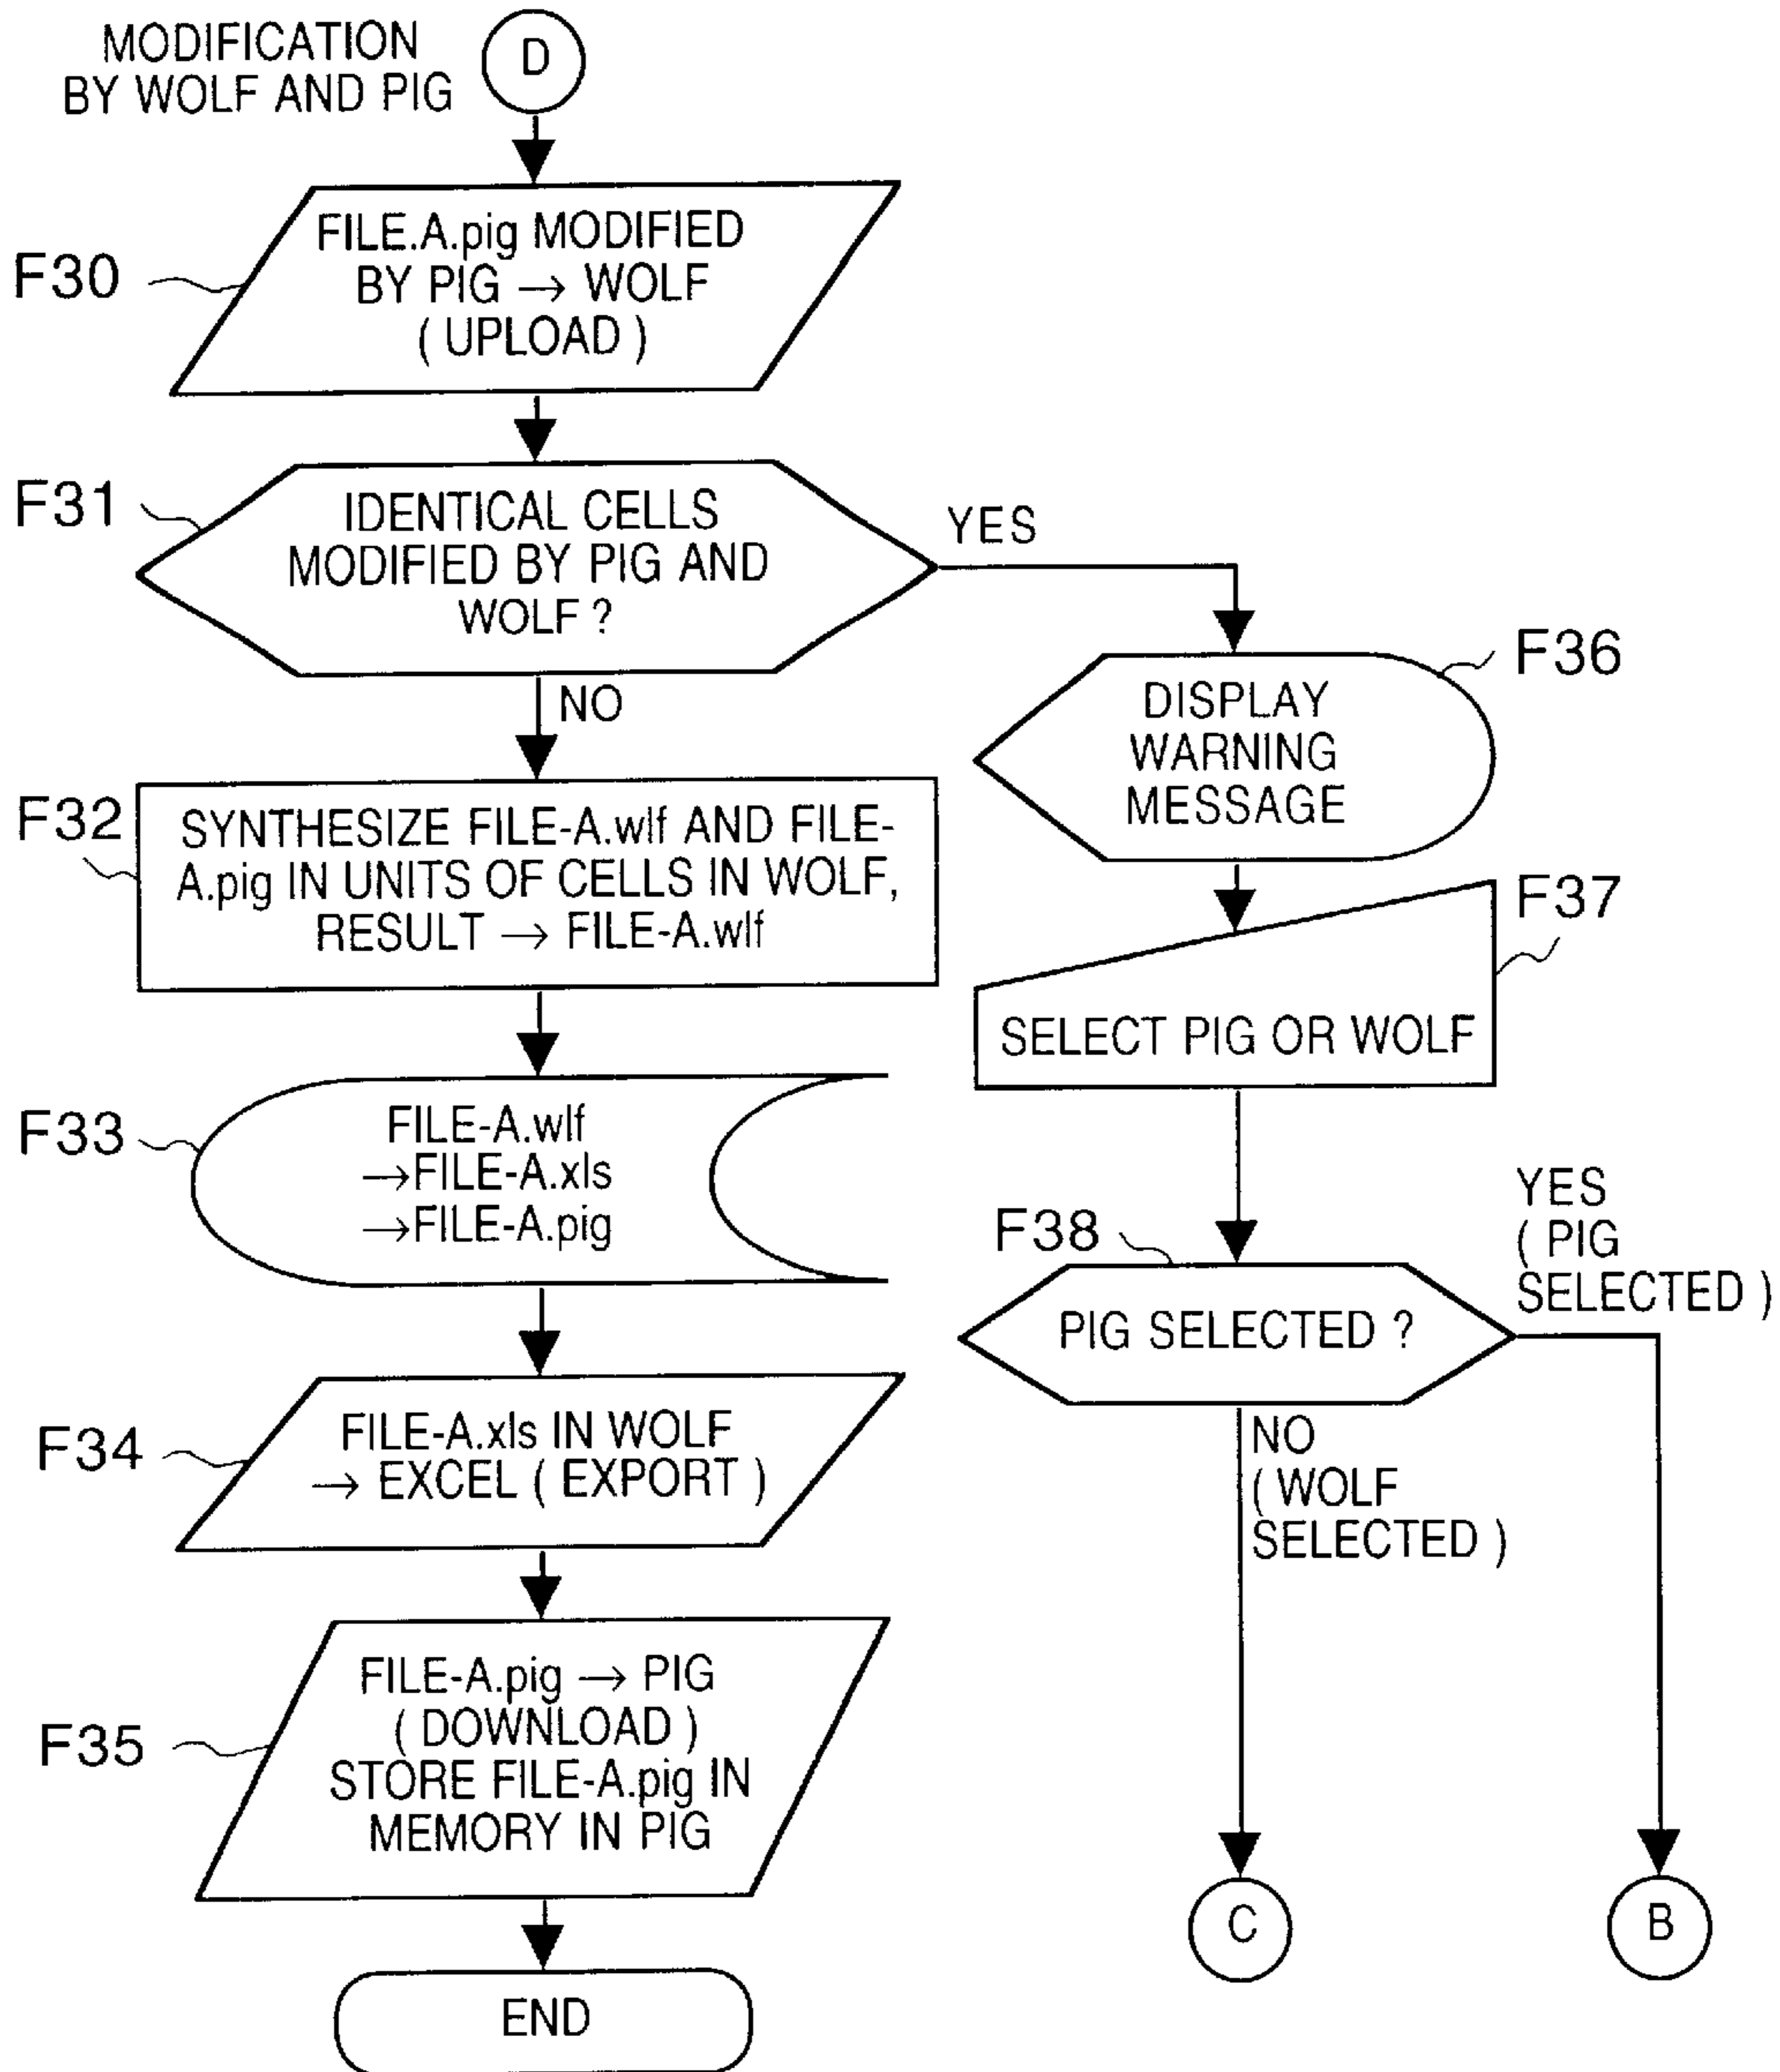 MODIFICATION
BY WOLF AND PIG
D
F30
FILE.A.pig MODIFIED
BY PIG → WOLF
( UPLOAD )
F31
IDENTICAL CELLS
MODIFIED BY PIG AND
WOLF ?
YES
NO
F32
SYNTHESIZE FILE-A.wlf AND FILE-
A.pig IN UNITS OF CELLS IN WOLF,
RESULT → FILE-A.wlf
F33
FILE-A.wlf
→FILE-A.xls
→FILE-A.pig
F34
FILE-A.xls IN WOLF
→ EXCEL ( EXPORT )
F35
FILE-A.pig → PIG
( DOWNLOAD )
STORE FILE-A.pig IN
MEMORY IN PIG
END
F36
DISPLAY
WARNING
MESSAGE
F37
SELECT PIG OR WOLF
F38
PIG SELECTED ?
YES
( PIG
SELECTED )
NO
( WOLF
SELECTED )
C
B